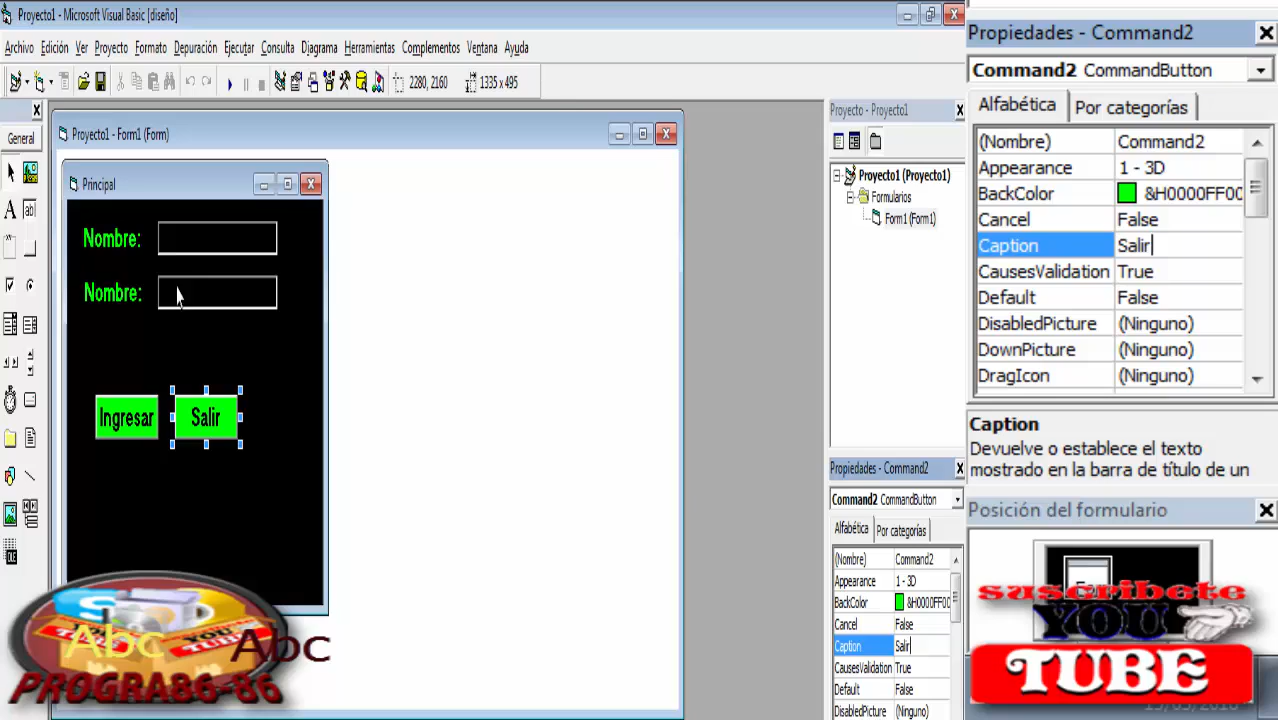 Proyecto1 - Microsoft Visual Basic [diseño]
Archivo Edición Ver Proyecto Formato Depuración Ejecutar Consulta Diagrama Herramientas Complementos Ventana Ayuda
2280, 2160 1335 x 495
General
Proyecto1 - Form1 (Form)
Principal
Nombre:
Nombre:
Ingresar Salir
Proyecto - Proyecto1
Proyecto1 (Proyecto1)
Formularios
Form1 (Form1)
Propiedades - Command2
Command2 CommandButton
Alfabética Por categorías
(Nombre) Command2
Appearance 1 - 3D
BackColor &H0000FF00
Cancel False
Caption Salir
CausesValidation True
Default False
DisabledPicture (Ninguno)
Propiedades - Command2
Command2 CommandButton
Alfabética Por categorías
(Nombre) Command2
Appearance 1 - 3D
BackColor &H0000FF00
Cancel False
Caption Salir
CausesValidation True
Default False
DisabledPicture (Ninguno)
DownPicture (Ninguno)
DragIcon (Ninguno)
Caption
Devuelve o establece el texto
mostrado en la barra de título de un
Posición del formulario
suscribete
YOU
TUBE
Abc Abc
PROGRA86-86